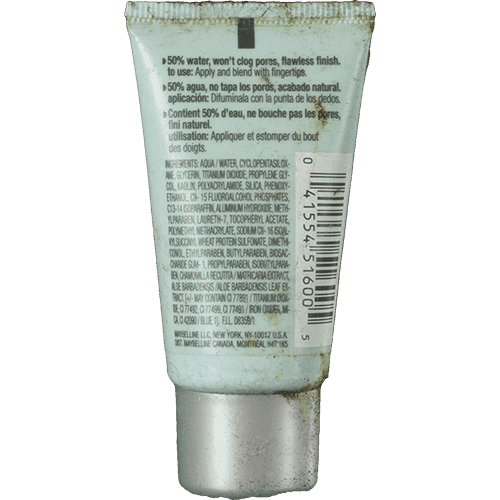 ▸50% water, won't clog pores, flawless finish.
to use: Apply and blend with fingertips.
▸50% agua, no tapa los poros, acabado natural.
aplicación: Difumínala con la punta de los dedos.
▸Contient 50% d'eau, ne bouche pas les pores,
fini naturel.
utilisation: Appliquer et estomper du bout
des doigts.
INGREDIENTS: AQUA / WATER, CYCLOPENTASILOX-
ANE, GLYCERIN, TITANIUM DIOXIDE, PROPYLENE GLY-
COL, KAOLIN, POLYACRYLAMIDE, SILICA, PHENOXY-
ETHANOL, C9- 15 FLUOROALCOHOL PHOSPHATES,
C13-14 ISOPARAFFIN, ALUMINUM HYDROXIDE, METH-
YLPARABEN, LAURETH-7, TOCOPHERYL ACETATE,
POLYMETHYL METHACRYLATE, SODIUM C8- 16 ISOAL-
KYLSUCCINYL WHEAT PROTEIN SULFONATE, DIMETHI-
CONOL, ETHYLPARABEN, BUTYLPARABEN, BIOSAC-
CHARIDE GUM-1, PROPYLPARABEN, ISOBUTYLPARA-
BEN, CHAMOMILLA RECUTITA / MATRICARIA EXTRACT,
ALOE BARBADENSIS / ALOE BARBADENSIS LEAF EX-
TRACT, [+/- MAY CONTAIN CI 77891 / TITANIUM DIOX-
IDE, CI 77492, CI 77499, CI 77491 / IRON OXIDES, MI-
CA, CI 42090 / BLUE 1]. F.I.L. D8355/1
MAYBELLINE LLC, NEW YORK, NY-10017 U.S.A.
DIST. MAYBELLINE CANADA, MONTRÉAL H4T 1K5
0 41554 51600 5